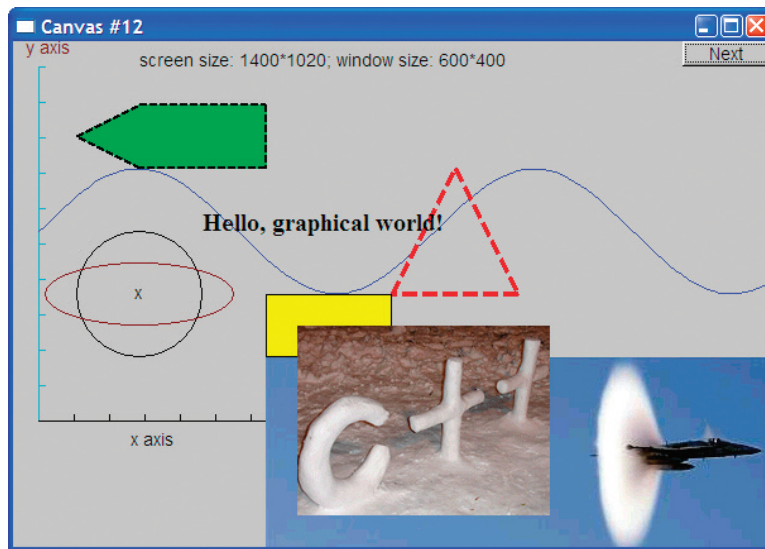 Canvas #12
y axis
screen size: 1400*1020; window size: 600*400
Next
Hello, graphical world!
x
C++
x axis